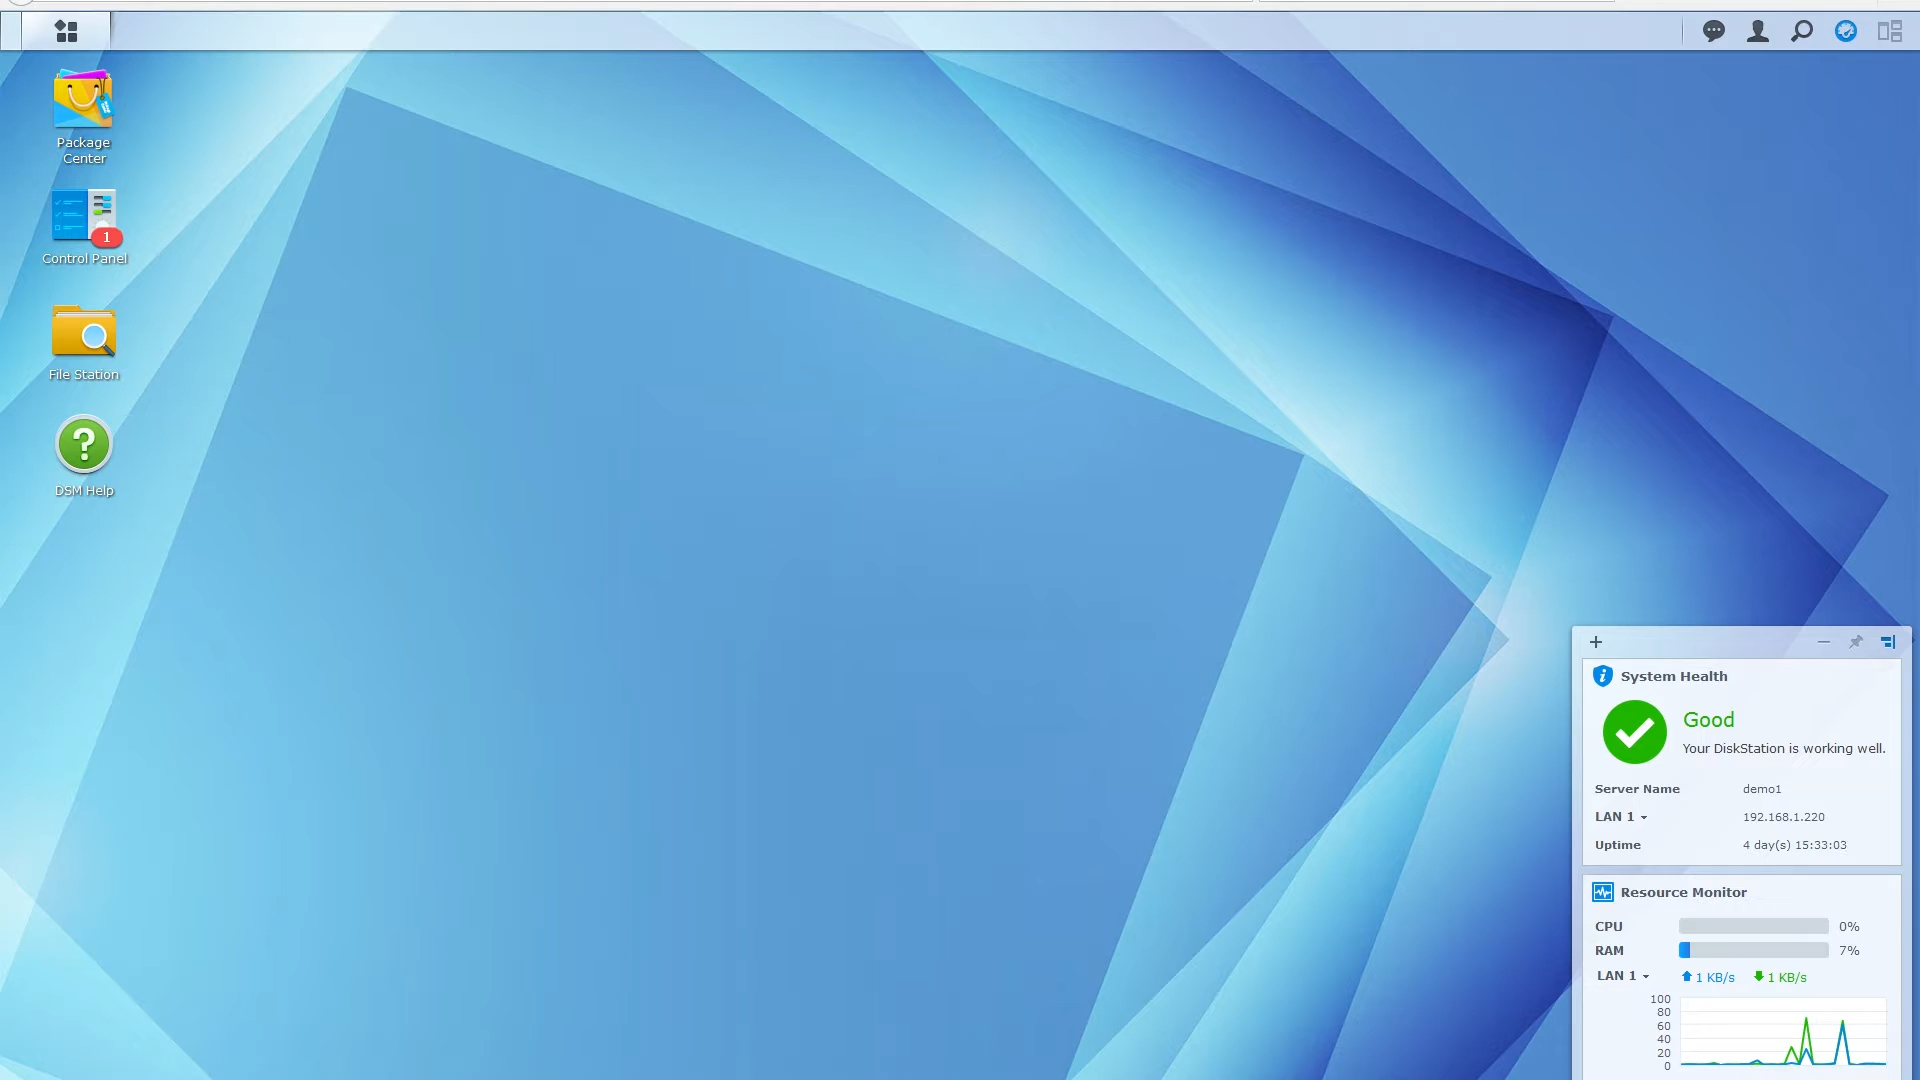 Package
Center
1
Control Panel
File Station
DSM Help
System Health
Good
Your DiskStation is working well.
Server Name demo1
LAN 1 192.168.1.220
Uptime 4 day(s) 15:33:03
Resource Monitor
CPU 0%
RAM 7%
LAN 1 1 KB/s 1 KB/s
100
80
60
40
20
0